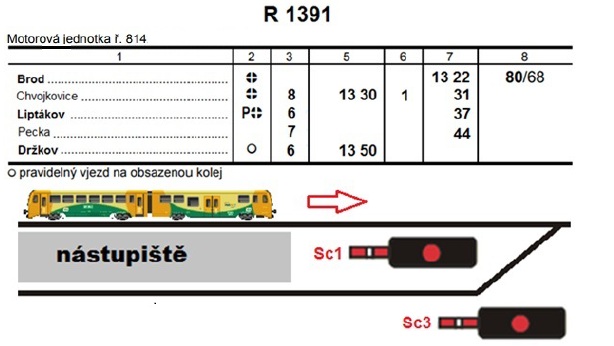 R 1391
Motorová jednotka ř. 814
1 2 3 5 6 7 8
Brod 13 22 80/68
Chvojkovice 8 13 30 1 31
Liptákov P 6 37
Pecka 7 44
Držkov 6 13 50
pravidelný vjezd na obsazenou kolej
nástupiště
Sc1
Sc3